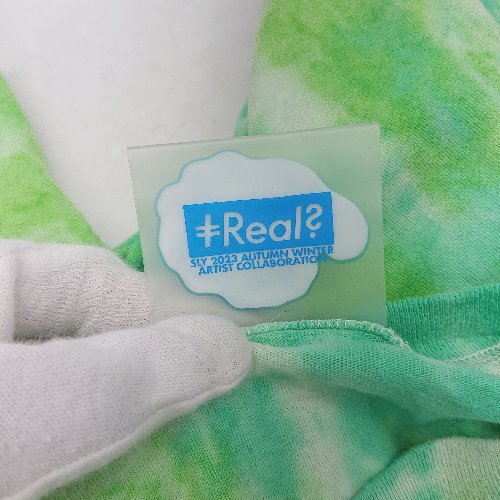 ≠Real?
SLY 2023 AUTUMN WINTER
ARTIST COLLABORATION